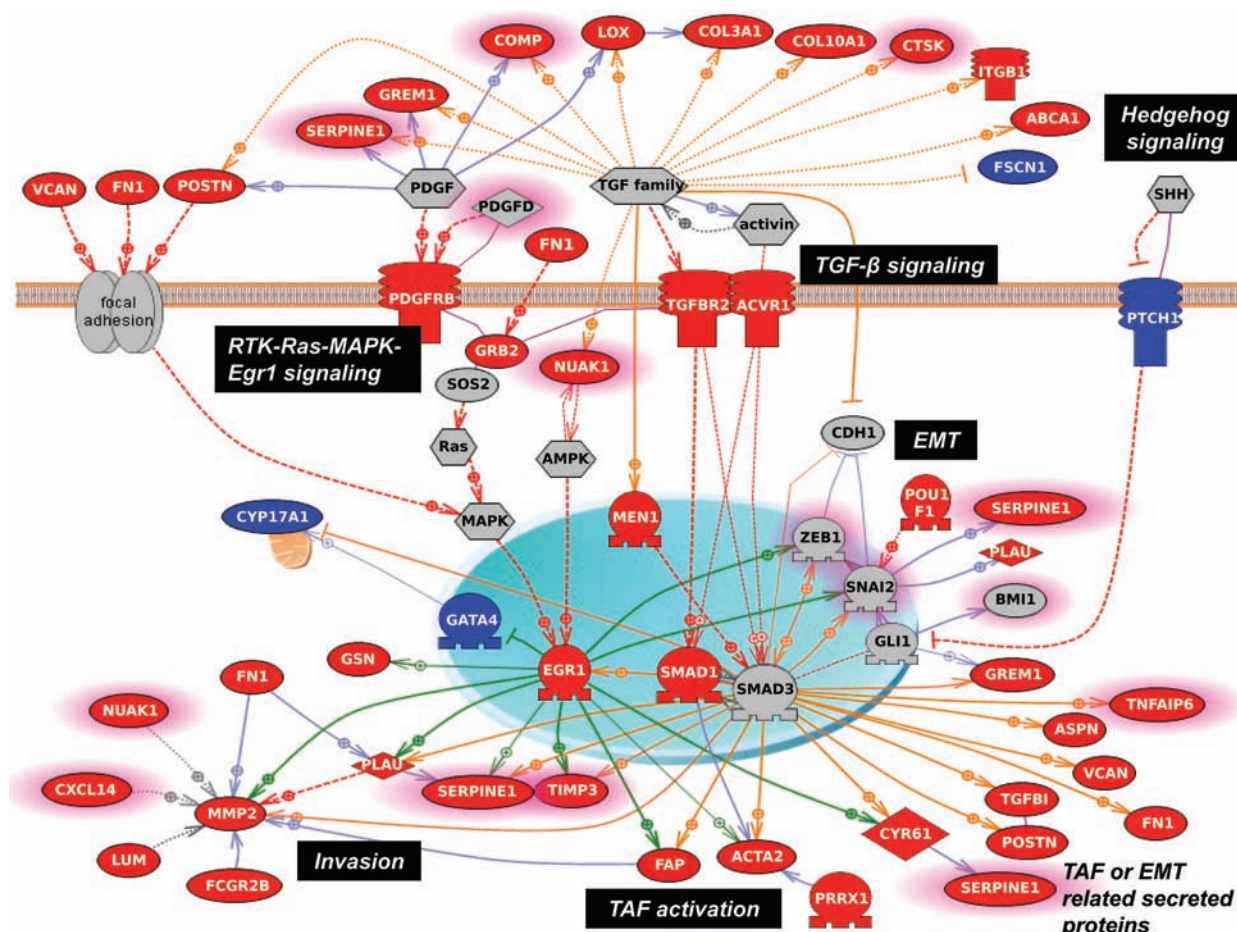 COMP
LOX
COL3A1
COL10A1
CTSK
ITGB1
GREM1
SERPINE1
ABCA1
FSCN1
Hedgehog
signaling
VCAN
FN1
POSTN
PDGF
TGF family
PDGFD
activin
SHH
FN1
TGF-β signaling
focal
adhesion
PDGFRB
TGFBR2
ACVR1
PTCH1
RTK-Ras-MAPK-
Egr1 signaling
GRB2
NUAK1
SOS2
CDH1
EMT
Ras
AMPK
POU1
F1
CYP17A1
MAPK
MEN1
ZEB1
SERPINE1
PLAU
SNAI2
BMI1
GATA4
GLI1
GSN
EGR1
SMAD1
SMAD3
GREM1
FN1
TNFAIP6
NUAK1
ASPN
PLAU
VCAN
CXCL14
SERPINE1
TIMP3
TGFBI
MMP2
FN1
CYR61
POSTN
LUM
Invasion
FAP
ACTA2
FCGR2B
SERPINE1
TAF or EMT
related secreted
proteins
TAF activation
PRRX1